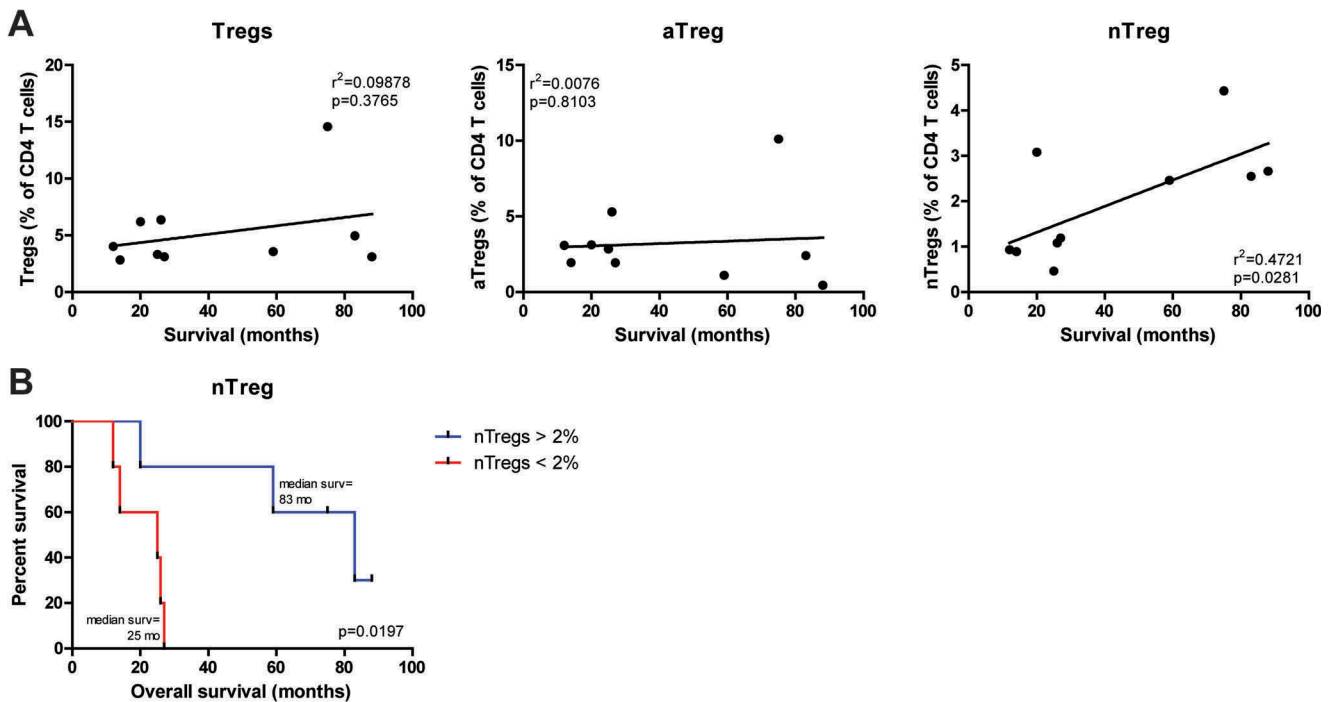 A
Tregs
Tregs (% of CD4 T cells)
20
15
10
5
0
r²=0.09878
p=0.3765
0 20 40 60 80 100
Survival (months)
aTreg
aTregs (% of CD4 T cells)
15
10
5
0
r²=0.0076
p=0.8103
0 20 40 60 80 100
Survival (months)
nTreg
nTregs (% of CD4 T cells)
5
4
3
2
1
0
r²=0.4721
p=0.0281
0 20 40 60 80 100
Survival (months)
B
nTreg
Percent survival
100
80
60
40
20
0
median surv=
83 mo
median surv=
25 mo
p=0.0197
0 20 40 60 80 100
Overall survival (months)
nTregs > 2%
nTregs < 2%